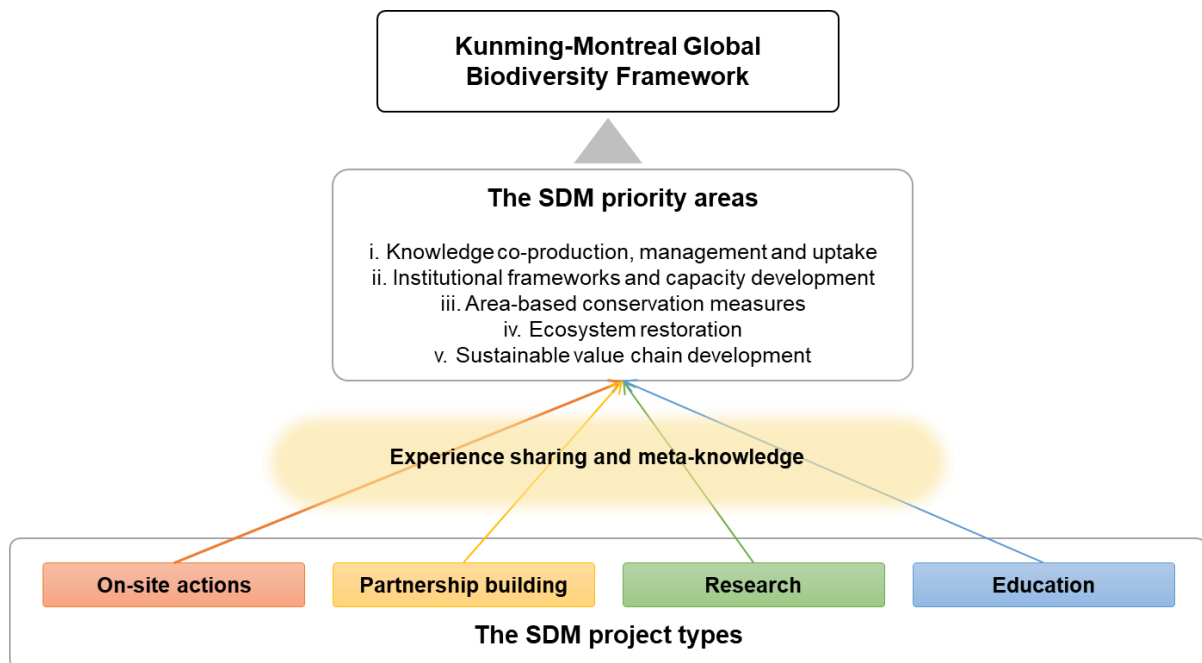 Kunming-Montreal Global
Biodiversity Framework
The SDM priority areas
i. Knowledge co-production, management and uptake
ii. Institutional frameworks and capacity development
iii. Area-based conservation measures
iv. Ecosystem restoration
v. Sustainable value chain development
Experience sharing and meta-knowledge
On-site actions
Partnership building
Research
Education
The SDM project types